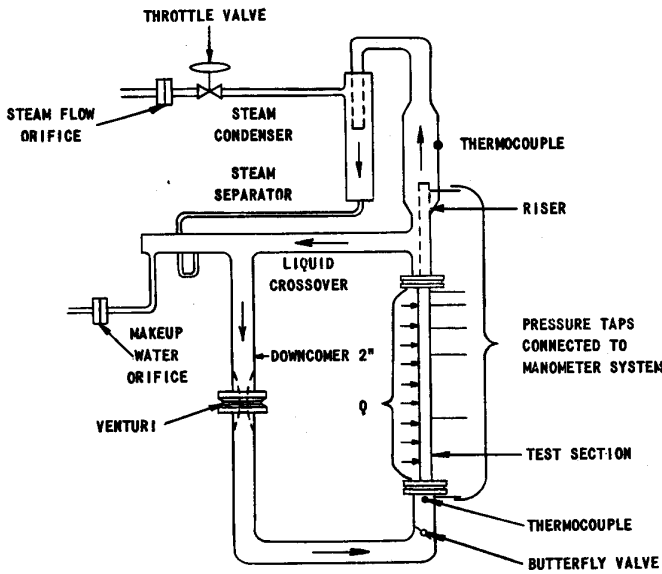 THROTTLE VALVE
STEAM FLOW
ORIFICE
STEAM
CONDENSER
THERMOCOUPLE
STEAM
SEPARATOR
RISER
LIQUID
CROSSOVER
MAKEUP
WATER
ORIFICE
DOWNCOMER 2"
PRESSURE TAPS
CONNECTED TO
MANOMETER SYSTEM
Q
VENTURI
TEST SECTION
THERMOCOUPLE
BUTTERFLY VALVE